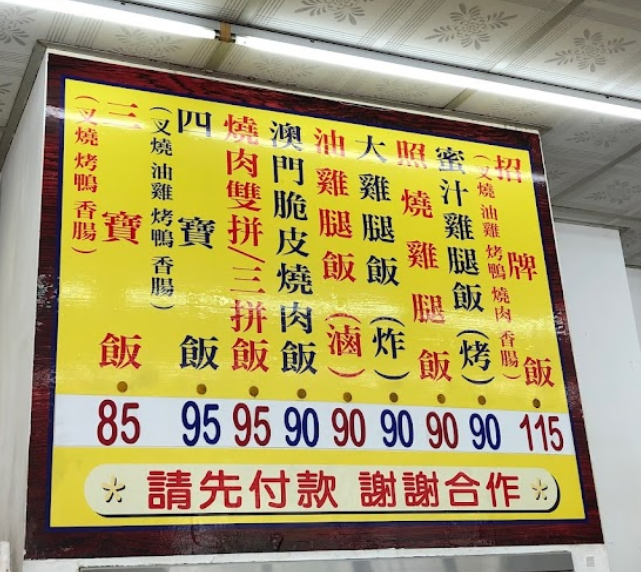 招牌飯
(叉燒 油雞 烤鴨 燒肉 香腸)
115
蜜汁雞腿飯(烤)
90
照燒雞腿飯
90
大雞腿飯(炸)
90
油雞腿飯(滷)
90
澳門脆皮燒肉飯
90
燒肉雙拼/三拼飯
95
四寶飯
(叉燒 油雞 烤鴨 香腸)
95
三寶飯
(叉燒 烤鴨 香腸)
85
請先付款 謝謝合作